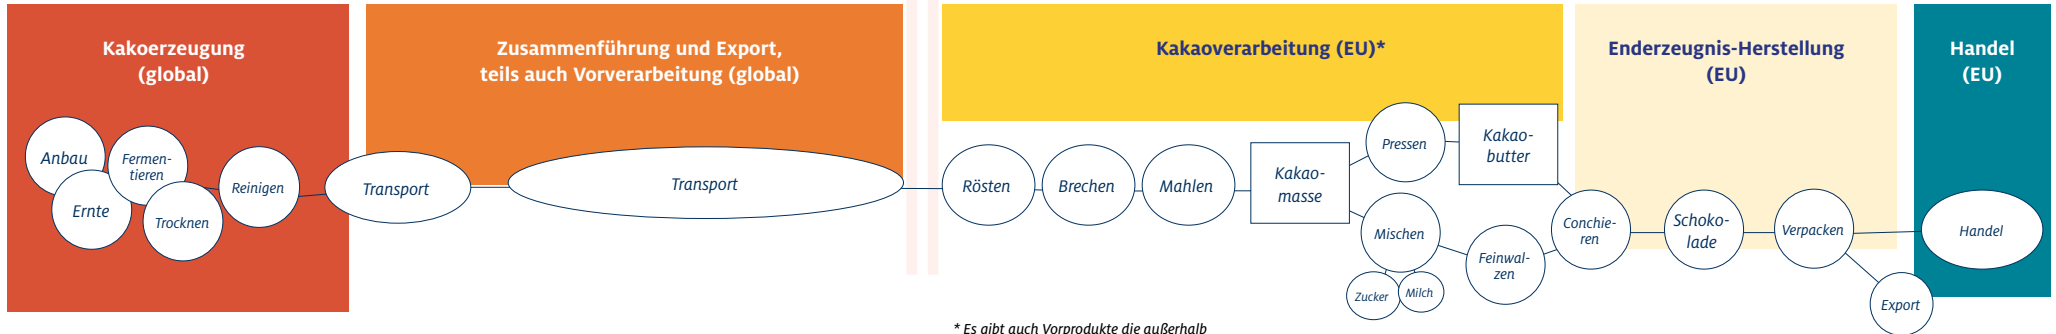 Kakoerzeugung
(global)
Zusammenführung und Export,
teils auch Vorverarbeitung (global)
Kakaoverarbeitung (EU)*
Enderzeugnis-Herstellung
(EU)
Handel
(EU)
Anbau
Ernte
Fermen-
tieren
Trocknen
Reinigen
Transport
Transport
Rösten
Brechen
Mahlen
Kakao-
masse
Pressen
Kakao-
butter
Mischen
Zucker
Milch
Feinwal-
zen
Conchie-
ren
Schoko-
lade
Verpacken
Handel
Export
* Es gibt auch Vorprodukte die außerhalb